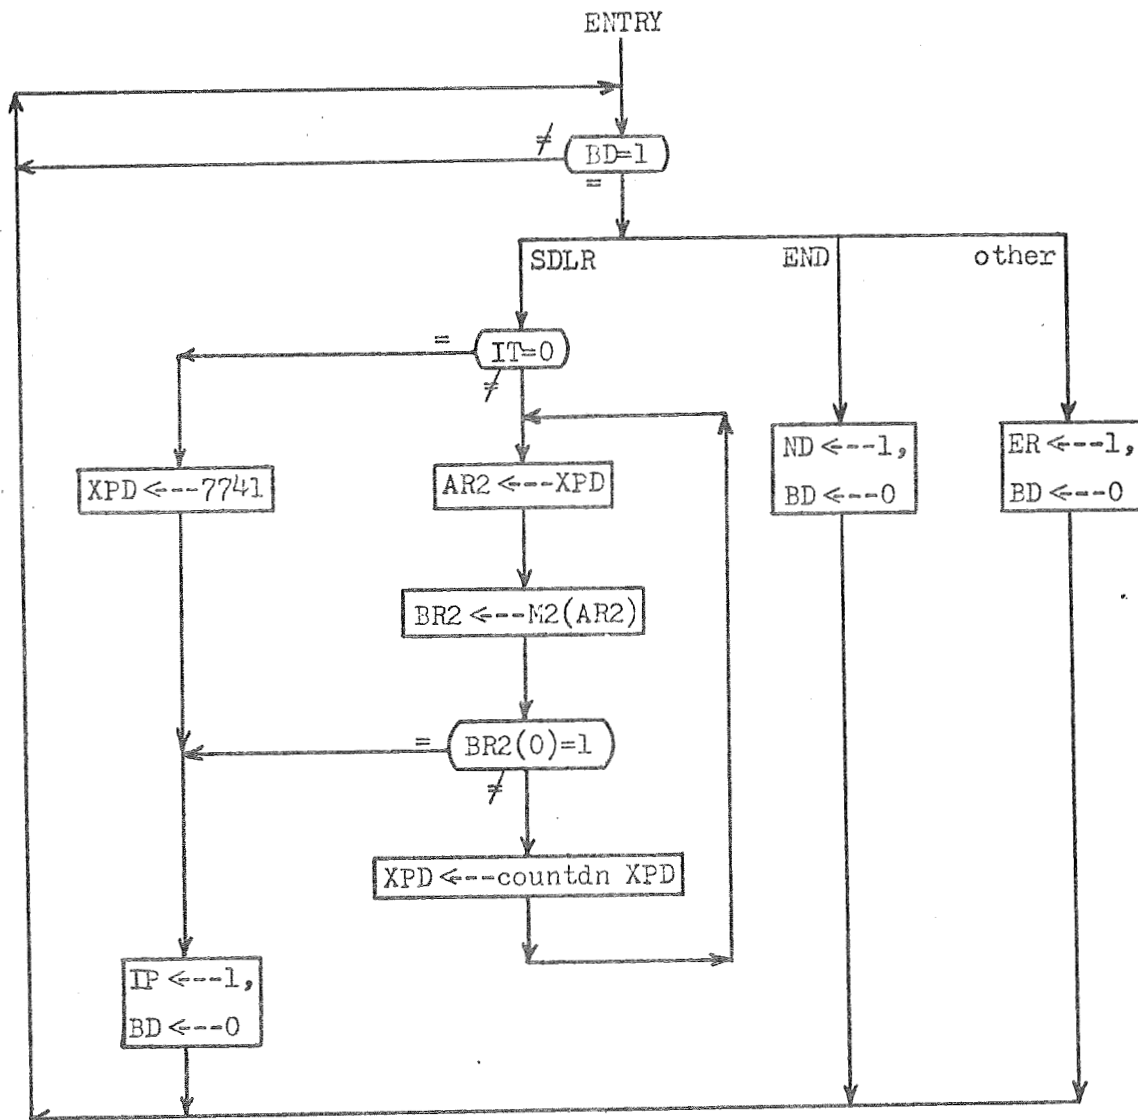 ENTRY
≠
BD=1
=
SDLR
END
other
=
IT=0
≠
ND <---1,
BD <---0
ER <---1,
BD <---0
XPD <---7741
AR2 <---XPD
BR2 <---M2(AR2)
=
BR2(0)=1
≠
XPD <---countdn XPD
IP <---1,
BD <---0